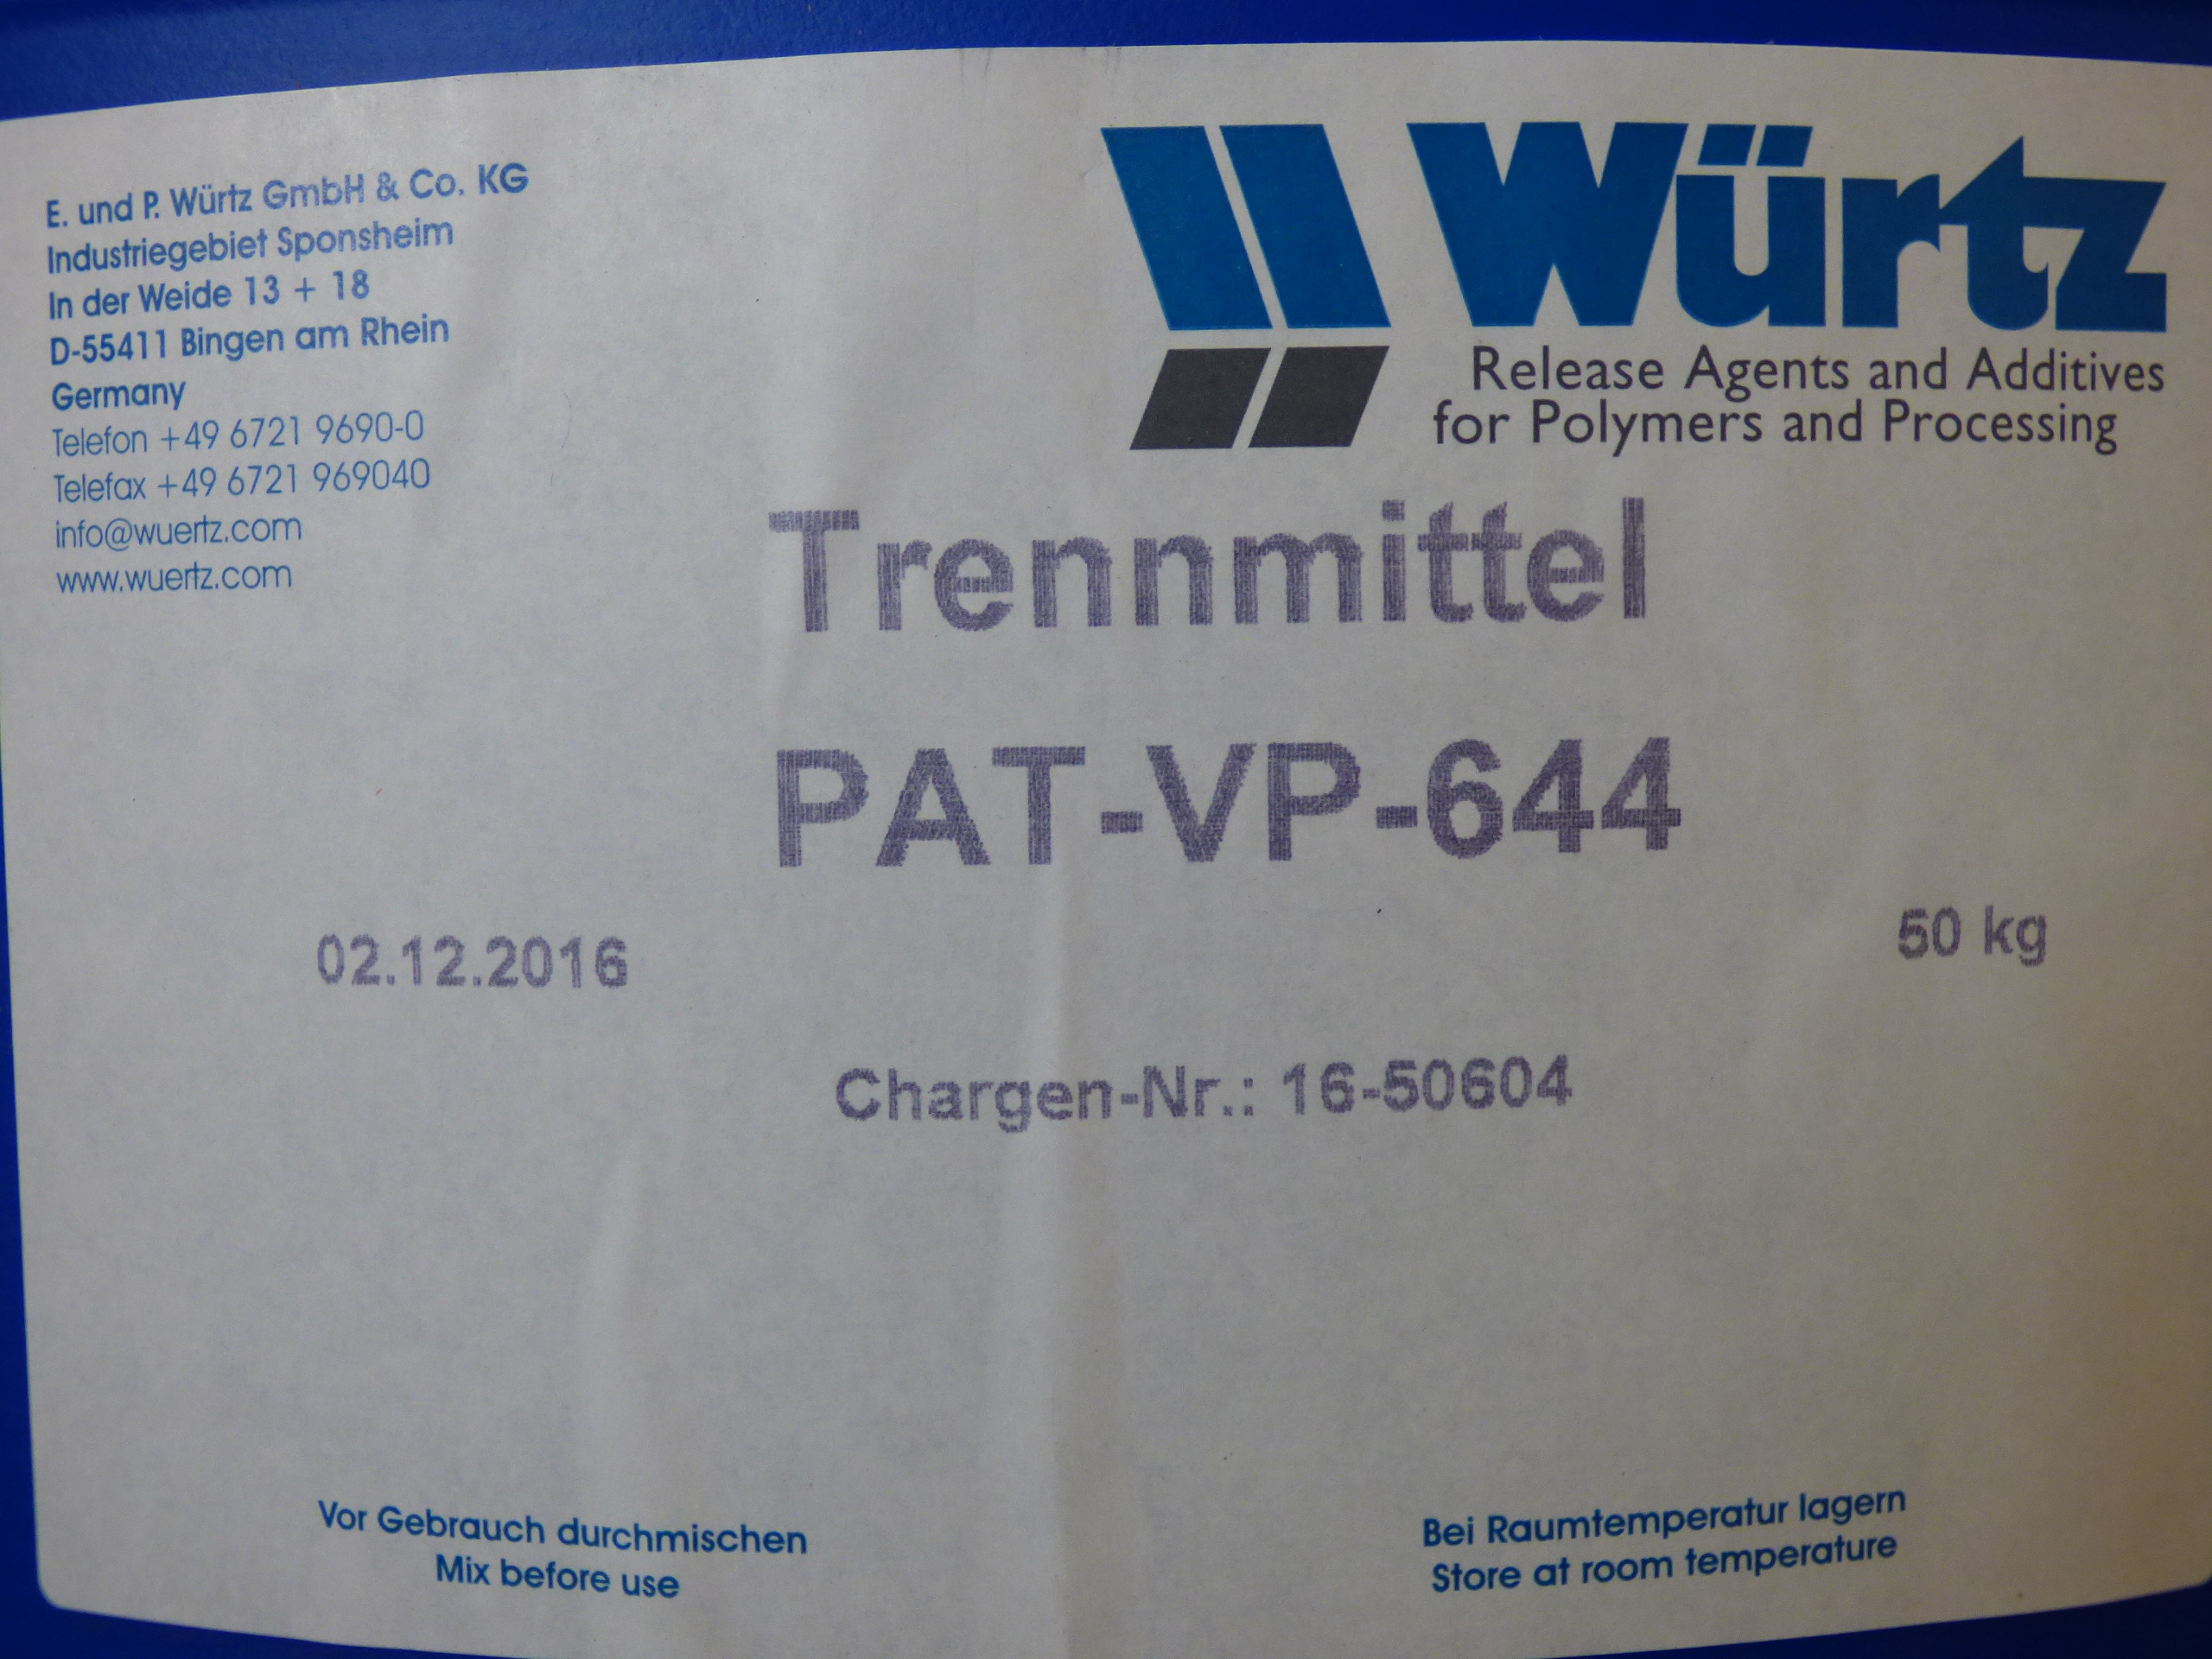 E. und P. Würtz GmbH & Co. KG
Industriegebiet Sponsheim
In der Weide 13 + 18
D-55411 Bingen am Rhein
Germany
Telefon +49 6721 9690-0
Telefax +49 6721 969040
info@wuertz.com
www.wuertz.com
Würtz
Release Agents and Additives
for Polymers and Processing
Trennmittel
PAT-VP-644
02.12.2016
50 kg
Chargen-Nr.: 16-50604
Vor Gebrauch durchmischen
Mix before use
Bei Raumtemperatur lagern
Store at room temperature